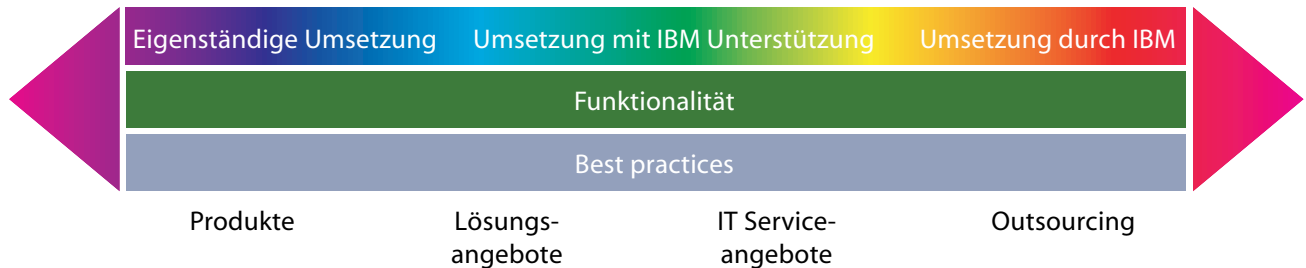 Eigenständige Umsetzung Umsetzung mit IBM Unterstützung Umsetzung durch IBM
Funktionalität
Best practices
Produkte Lösungs- IT Service- Outsourcing
angebote angebote